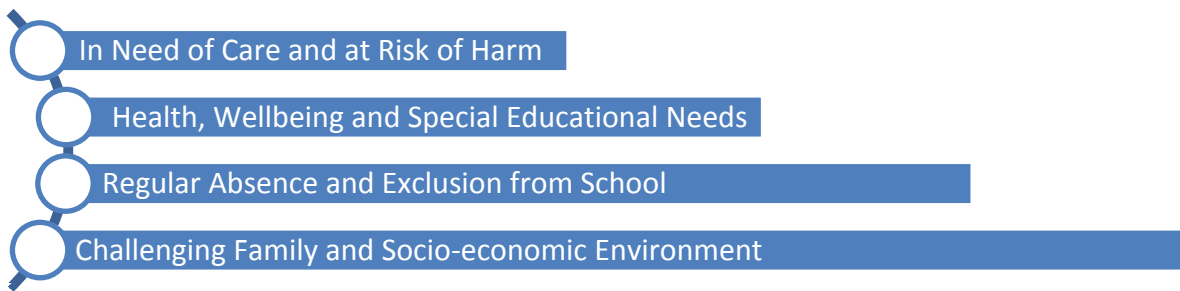 In Need of Care and at Risk of Harm
Health, Wellbeing and Special Educational Needs
Regular Absence and Exclusion from School
Challenging Family and Socio-economic Environment